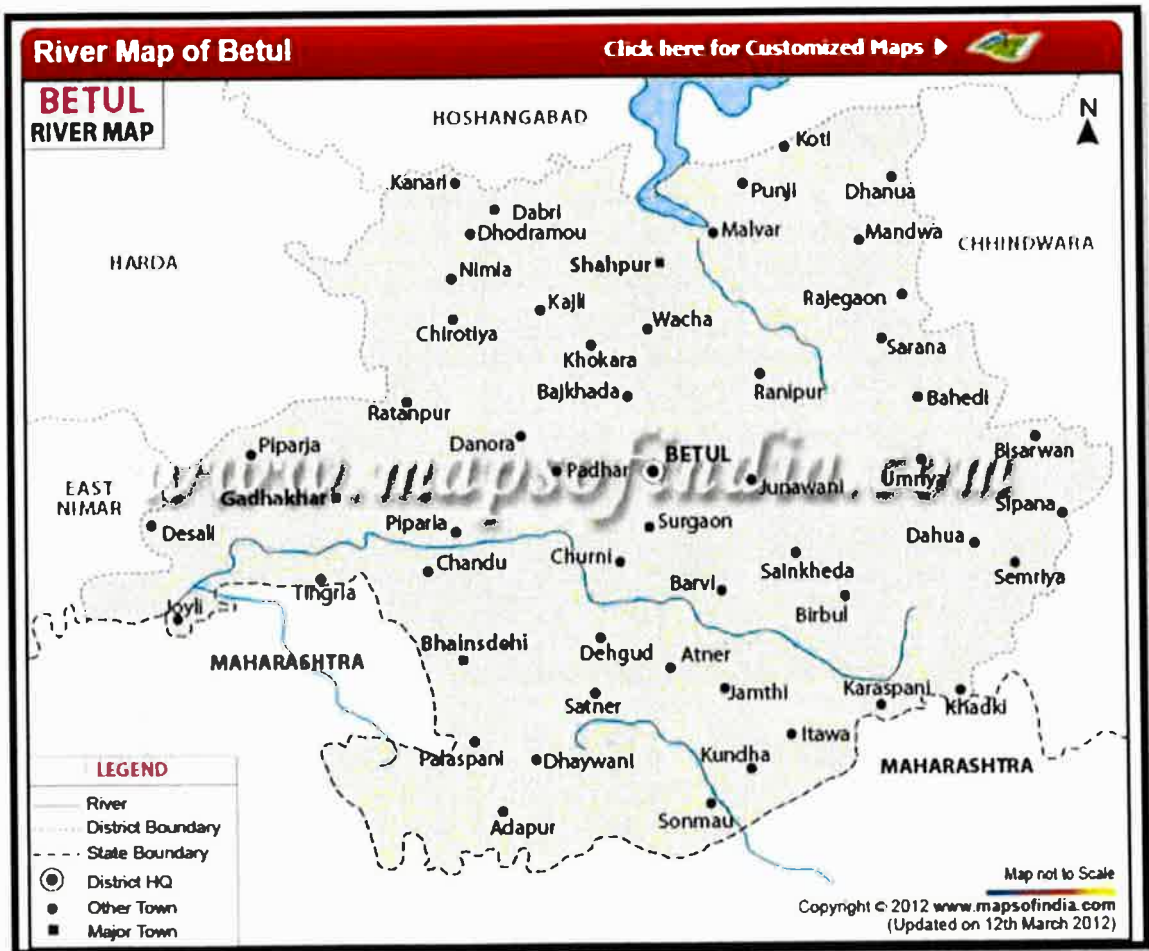 River Map of Betul
Click here for Customized Maps
BETUL
RIVER MAP
N
HOSHANGABAD
Koti
Kanari
Punji
Dhanua
Dabri
Dhodramou
Malvar
Mandwa
CHHINDWARA
HARDA
Shahpur
Nimia
Kajli
Rajegaon
Chirotiya
Wacha
Khokara
Sarana
Bajkhada
Ranipur
Bahedi
Ratanpur
Danora
Piparja
BETUL
Bisarwan
www.mapsofindia.com
Padhar
Junawani
Umriya
EAST
NIMAR
Gadhakhar
Sipana
Desali
Piparia
Surgaon
Dahua
Chandu
Churni
Sainkheda
Semriya
Tingria
Barvi
Joyli
Birbul
Bhainsdehi
Dehgud
Atner
MAHARASHTRA
Jamthi
Karaspani
Khadki
Satner
Itawa
Palaspani
Dhaywani
Kundha
MAHARASHTRA
Adapur
Sonmau
LEGEND
River
District Boundary
State Boundary
District HQ
Other Town
Major Town
Map not to Scale
Copyright © 2012 www.mapsofindia.com
(Updated on 12th March 2012)